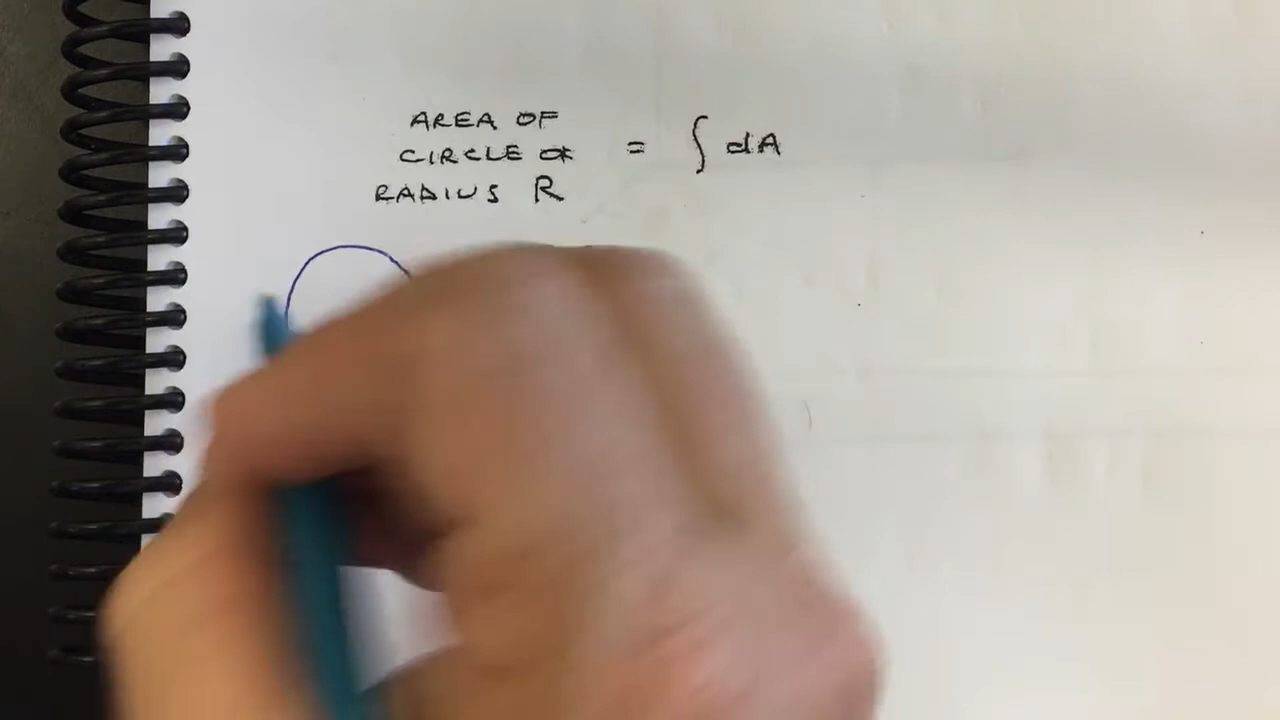 AREA OF
CIRCLE OF
RADIUS R
= ∫ dA